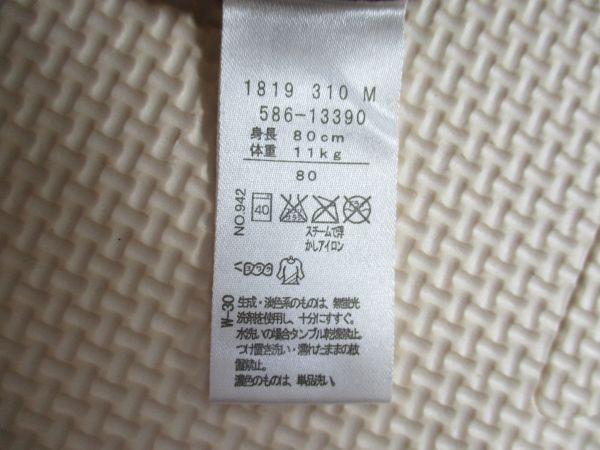 1819 310 M
586-13390
身長 80cm
体重 11kg
80
NO.942
40
スチームで浮
かしアイロン
W-30
生成・淡色系のものは、無蛍光
洗剤を使用し、十分にすすぐ。
水洗いの場合タンブル乾燥禁止。
つけ置き洗い・濡れたままの放
置禁止。
濃色のものは、単品洗い。